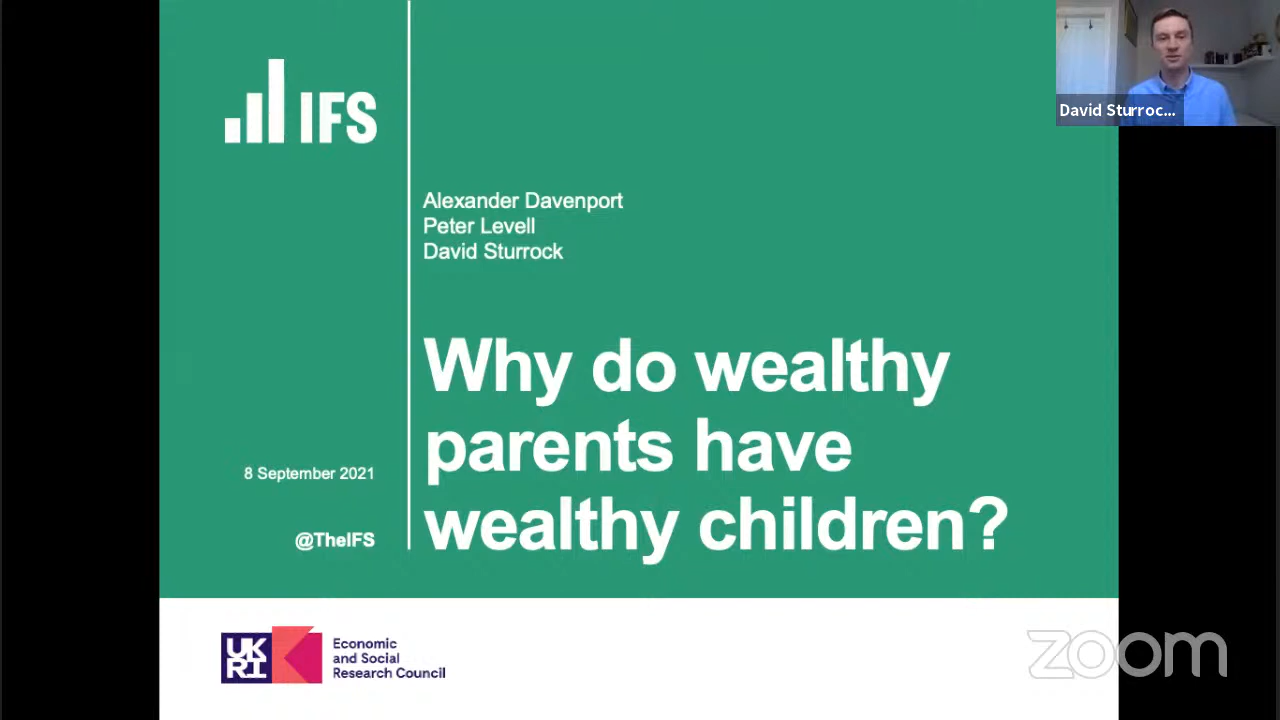 IFS
David Sturroc...
Alexander Davenport
Peter Levell
David Sturrock
Why do wealthy
parents have
wealthy children?
8 September 2021
@TheIFS
UK
RI
Economic
and Social
Research Council
zoom